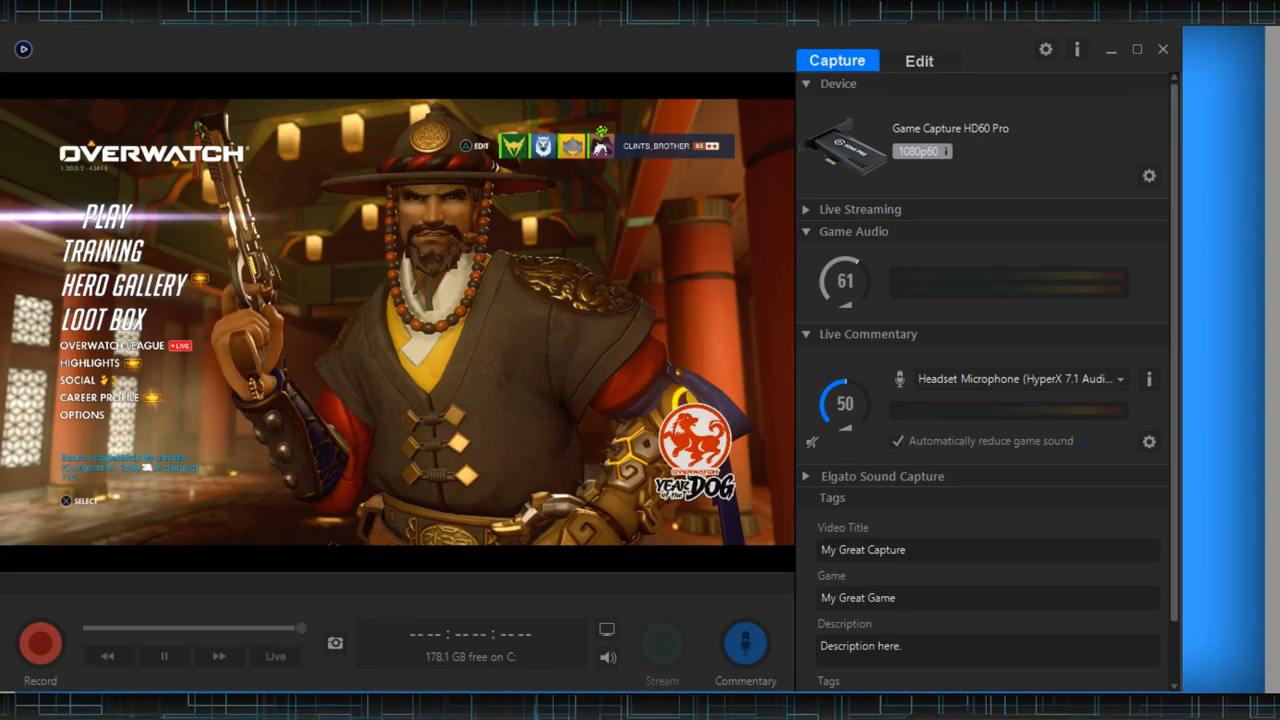 Capture
Edit
Device
Game Capture HD60 Pro
1080p60
Live Streaming
Game Audio
61
Live Commentary
Headset Microphone (HyperX 7.1 Audi...
50
Automatically reduce game sound
Elgato Sound Capture
Tags
Video Title
My Great Capture
Game
My Great Game
Description
Description here.
Tags
OVERWATCH
EDIT
CLINTS_BROTHER 85
PLAY
TRAINING
HERO GALLERY
LOOT BOX
OVERWATCH LEAGUE LIVE
HIGHLIGHTS
SOCIAL 3
CAREER PROFILE
OPTIONS
SELECT
OVERWATCH
YEAR of the DOG
Record
Live
-- -- : -- -- : -- --
178.1 GB free on C:
Stream
Commentary